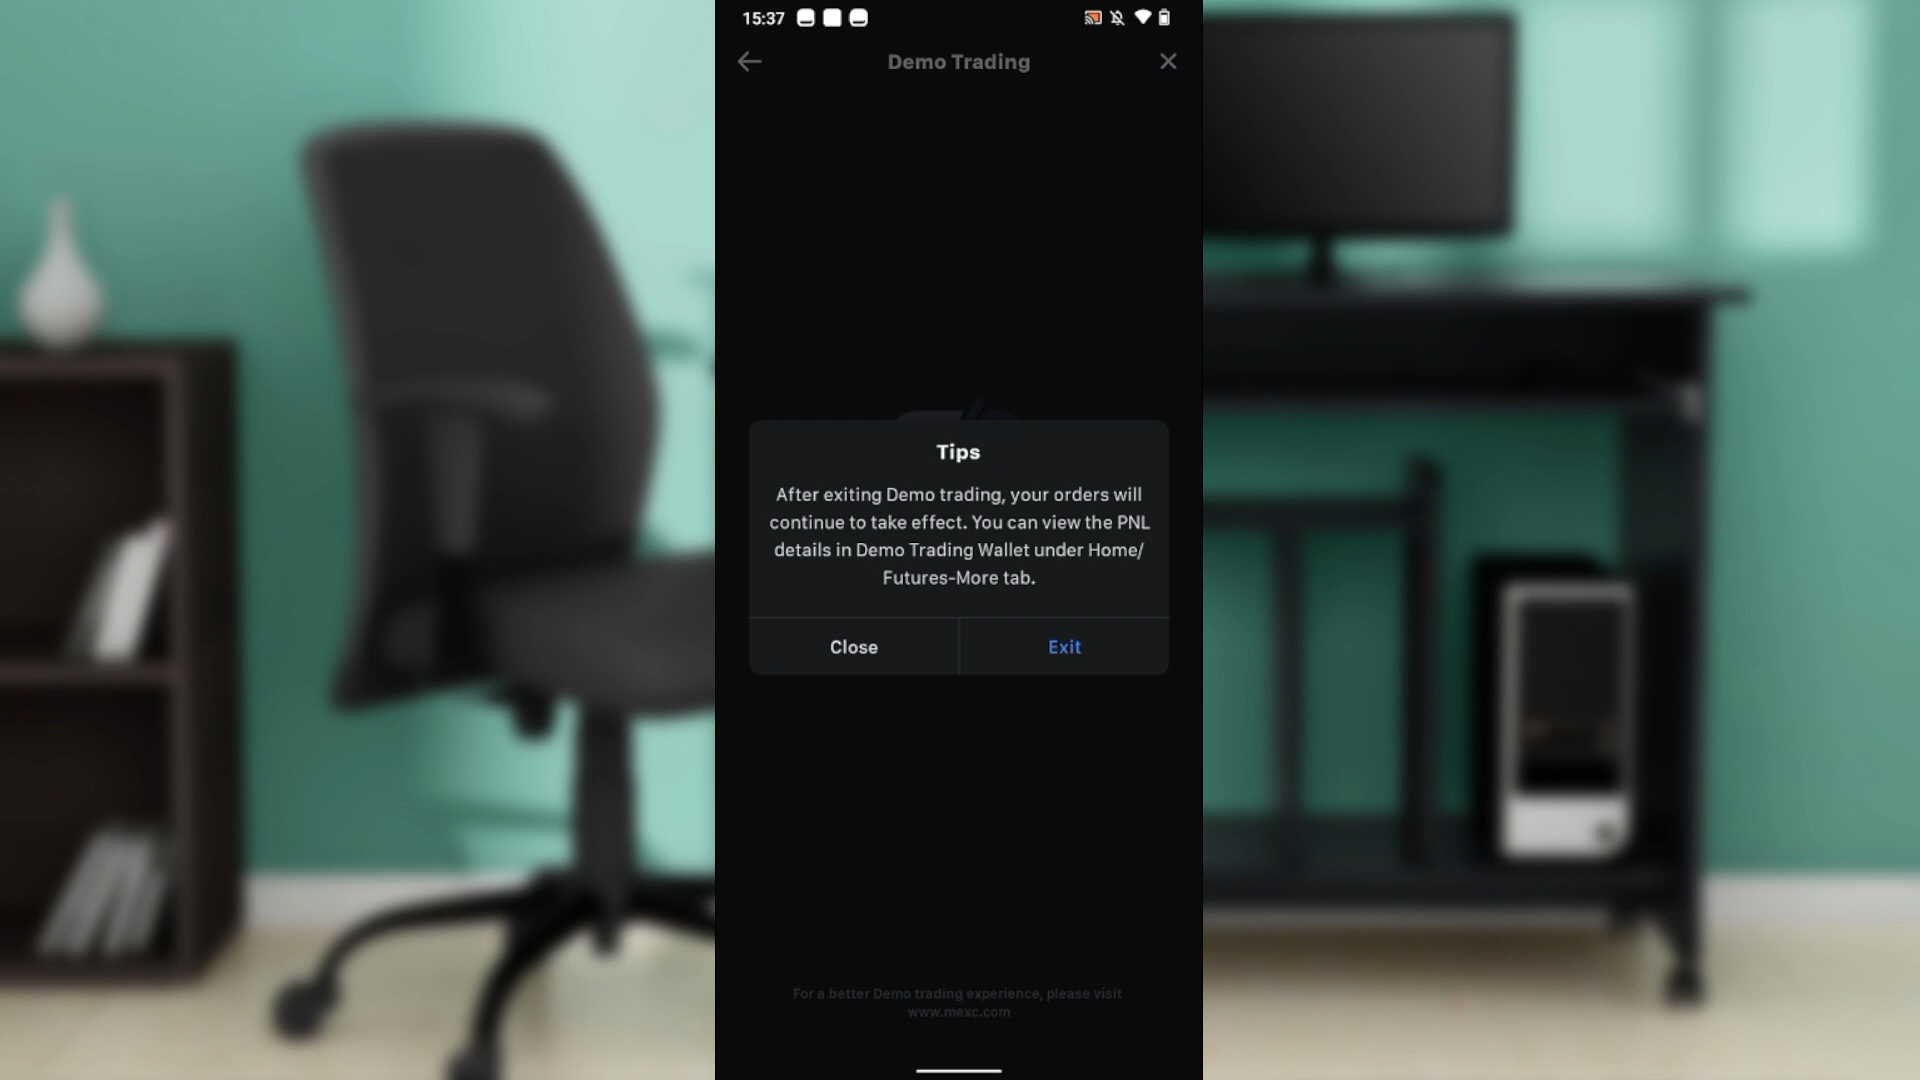 15:37
Demo Trading
Tips
After exiting Demo trading, your orders will
continue to take effect. You can view the PNL
details in Demo Trading Wallet under Home/
Futures-More tab.
Close
Exit
For a better Demo trading experience, please visit
www.mexc.com